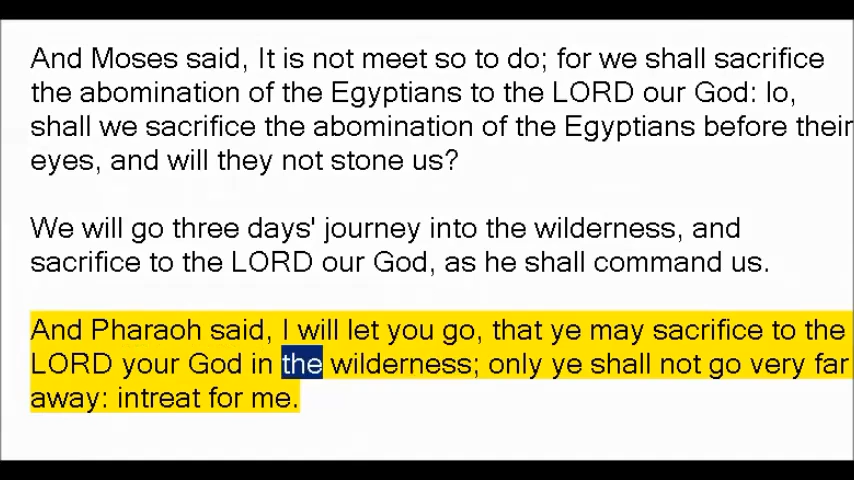 And Moses said, It is not meet so to do; for we shall sacrifice
the abomination of the Egyptians to the LORD our God: lo,
shall we sacrifice the abomination of the Egyptians before their
eyes, and will they not stone us?
We will go three days' journey into the wilderness, and
sacrifice to the LORD our God, as he shall command us.
And Pharaoh said, I will let you go, that ye may sacrifice to the
LORD your God in the wilderness; only ye shall not go very far
away: intreat for me.